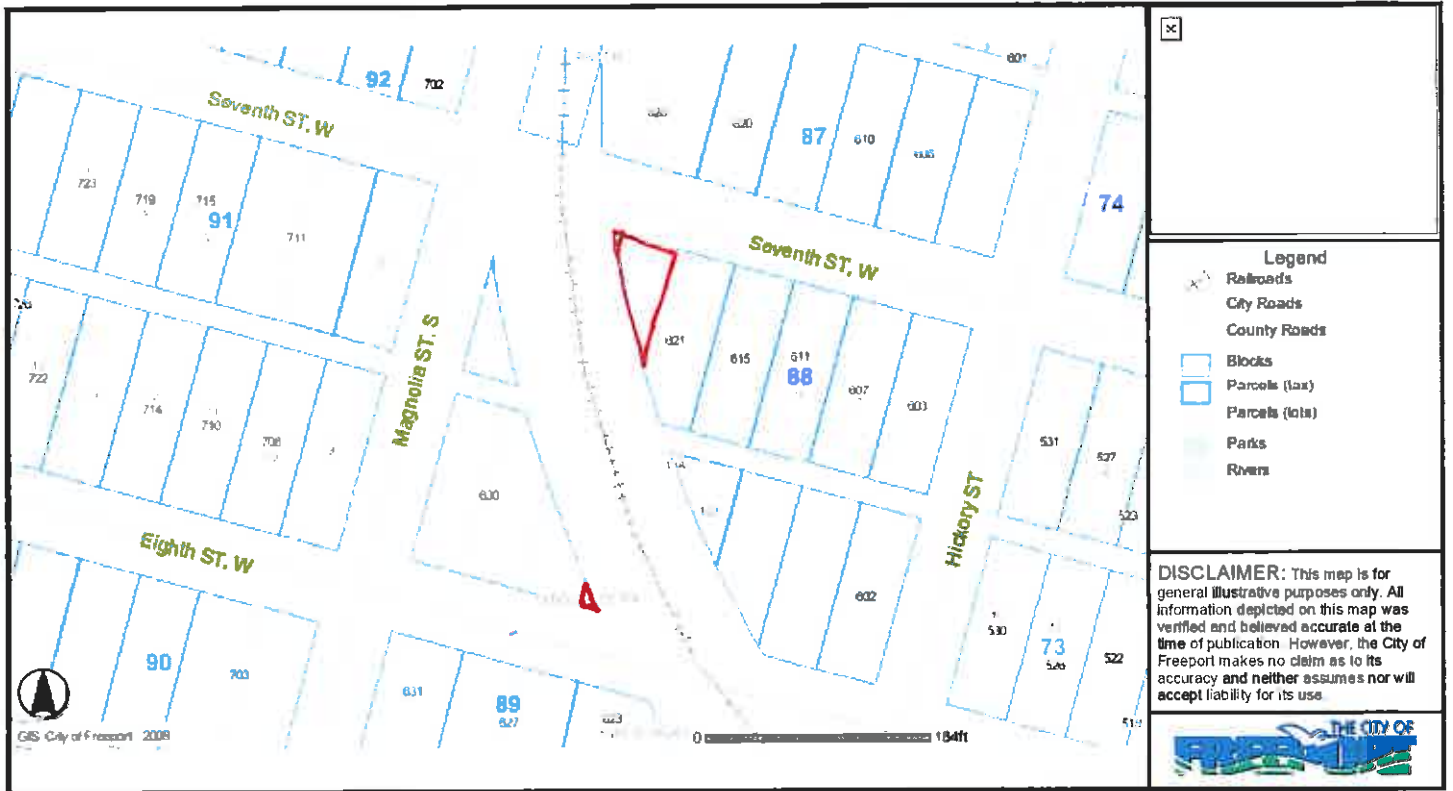 92
702
601
Seventh ST. W
620
87
610
74
723
719
715
91
711
Seventh ST. W
Legend
Railroads
City Roads
County Roads
Blocks
Parcels (tax)
Parcels (lots)
Parks
Rivers
621
615
611
88
607
603
Magnolia ST. S
722
714
710
708
531
527
523
630
Hickory ST
Eighth ST. W
602
530
73
526
522
90
703
631
89
627
623
DISCLAIMER: This map is for
general illustrative purposes only. All
information depicted on this map was
verified and believed accurate at the
time of publication. However, the City of
Freeport makes no claim as to its
accuracy and neither assumes nor will
accept liability for its use.
GIS City of Freeport 2008
0
184ft
THE CITY OF